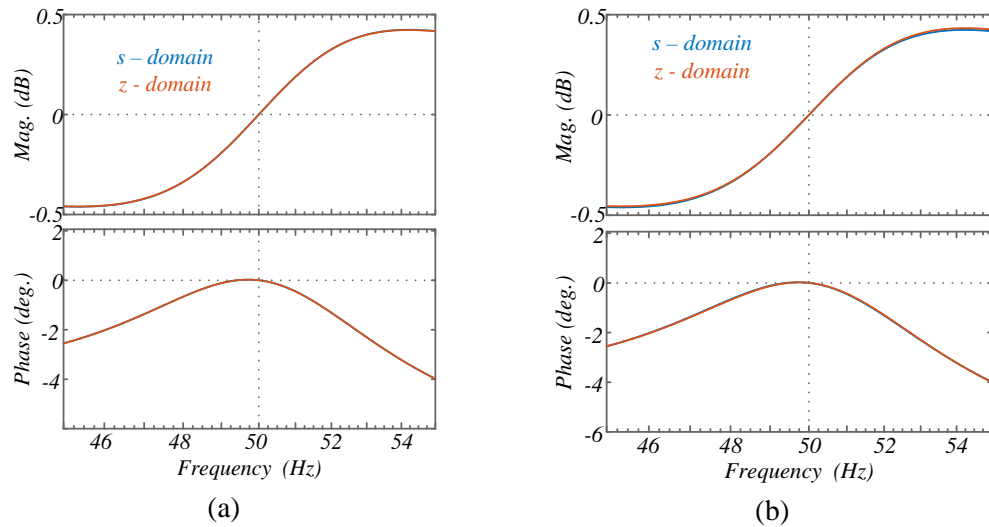 0.5
s – domain
z - domain
0
-0.5
Mag. (dB)
2
0
-2
-4
Phase (deg.)
46 48 50 52 54
Frequency (Hz)
(a)
0.5
s – domain
z - domain
0
-0.5
Mag. (dB)
2
0
-2
-4
-6
Phase (deg.)
46 48 50 52 54
Frequency (Hz)
(b)